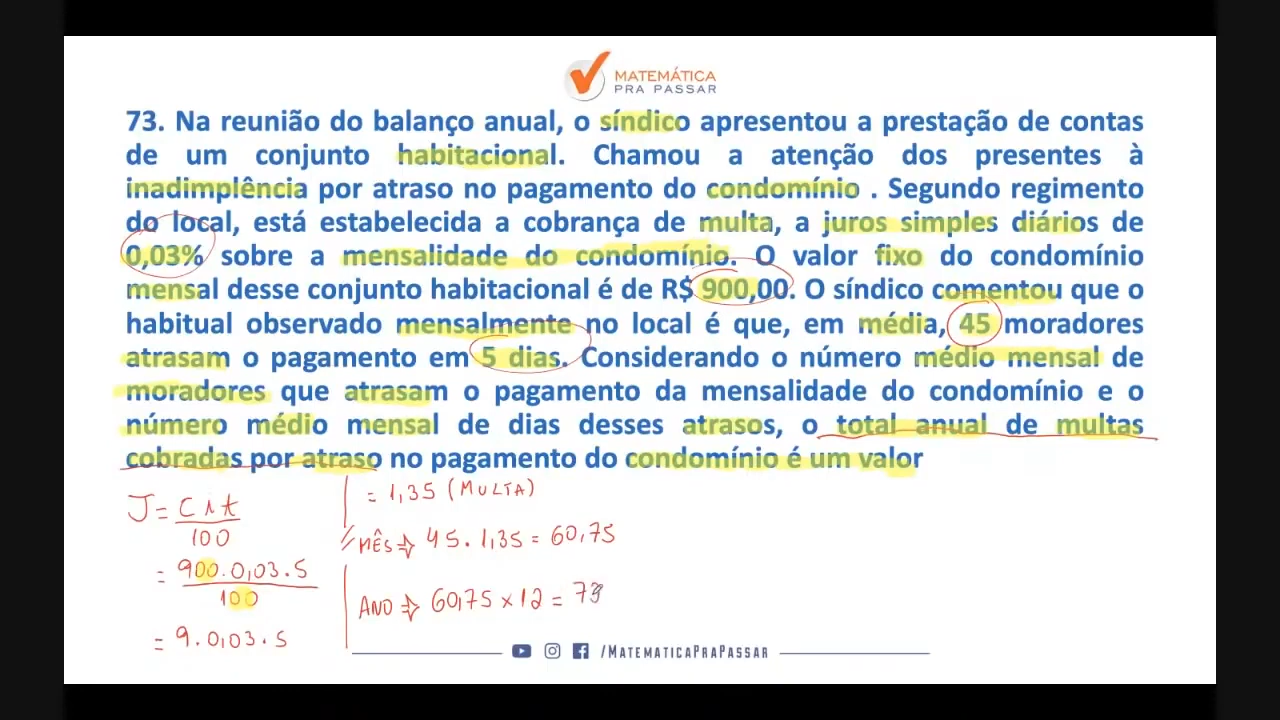 MATEMÁTICA
PRA PASSAR
73. Na reunião do balanço anual, o síndico apresentou a prestação de contas
de um conjunto habitacional. Chamou a atenção dos presentes à
inadimplência por atraso no pagamento do condomínio . Segundo regimento
do local, está estabelecida a cobrança de multa, a juros simples diários de
0,03% sobre a mensalidade do condomínio. O valor fixo do condomínio
mensal desse conjunto habitacional é de R$ 900,00. O síndico comentou que o
habitual observado mensalmente no local é que, em média, 45 moradores
atrasam o pagamento em 5 dias. Considerando o número médio mensal de
moradores que atrasam o pagamento da mensalidade do condomínio e o
número médio mensal de dias desses atrasos, o total anual de multas
cobradas por atraso no pagamento do condomínio é um valor
J = C i t
100
= 900.0,03.5
100
= 9.0,03.5
= 1,35 (MULTA)
MÊS ⇒ 45.1,35 = 60,75
ANO ⇒ 60,75 × 12 = 73
/MATEMATICAPRAPASSAR